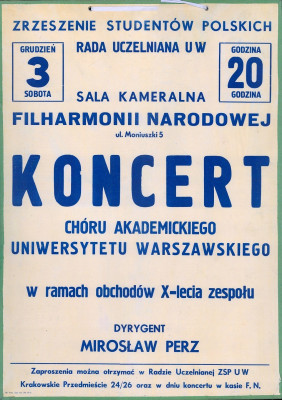 ZRZESZENIE STUDENTÓW POLSKICH
RADA UCZELNIANA UW
GRUDZIEŃ
3
SOBOTA
GODZINA
20
GODZINA
SALA KAMERALNA
FILHARMONII NARODOWEJ
ul. Moniuszki 5
KONCERT
CHÓRU AKADEMICKIEGO
UNIWERSYTETU WARSZAWSKIEGO
w ramach obchodów X-lecia zespołu
DYRYGENT
MIROSŁAW PERZ
Zaproszenia można otrzymać w Radzie Uczelnianej ZSP UW
Krakowskie Przedmieście 24/26 oraz w dniu koncertu w kasie F. N.